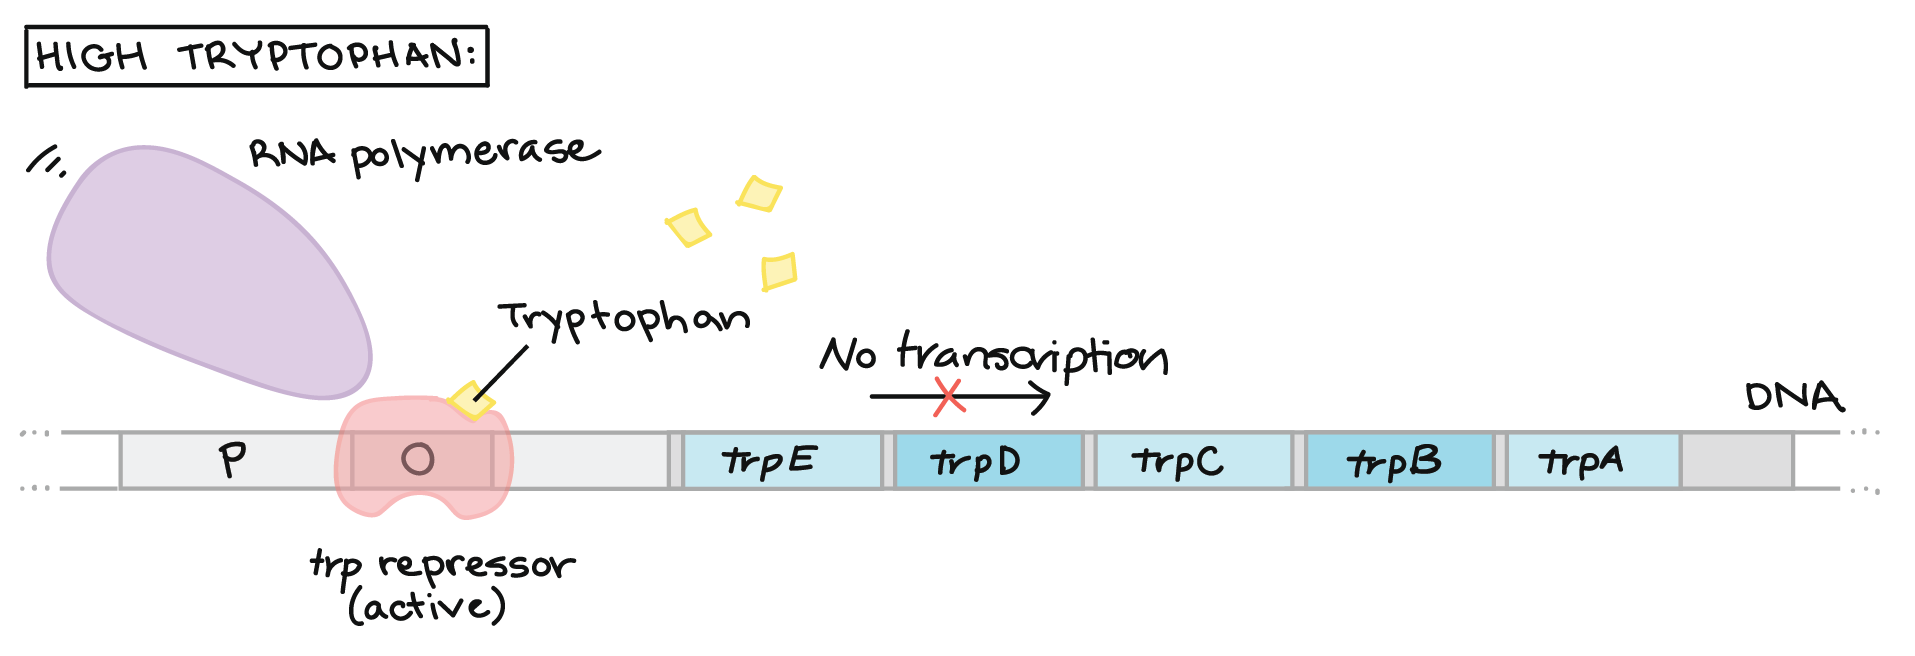 HIGH TRYPTOPHAN:
RNA polymerase
Tryptophan
No transcription
DNA
P
O
trpE
trpD
trpC
trpB
trpA
trp repressor
(active)